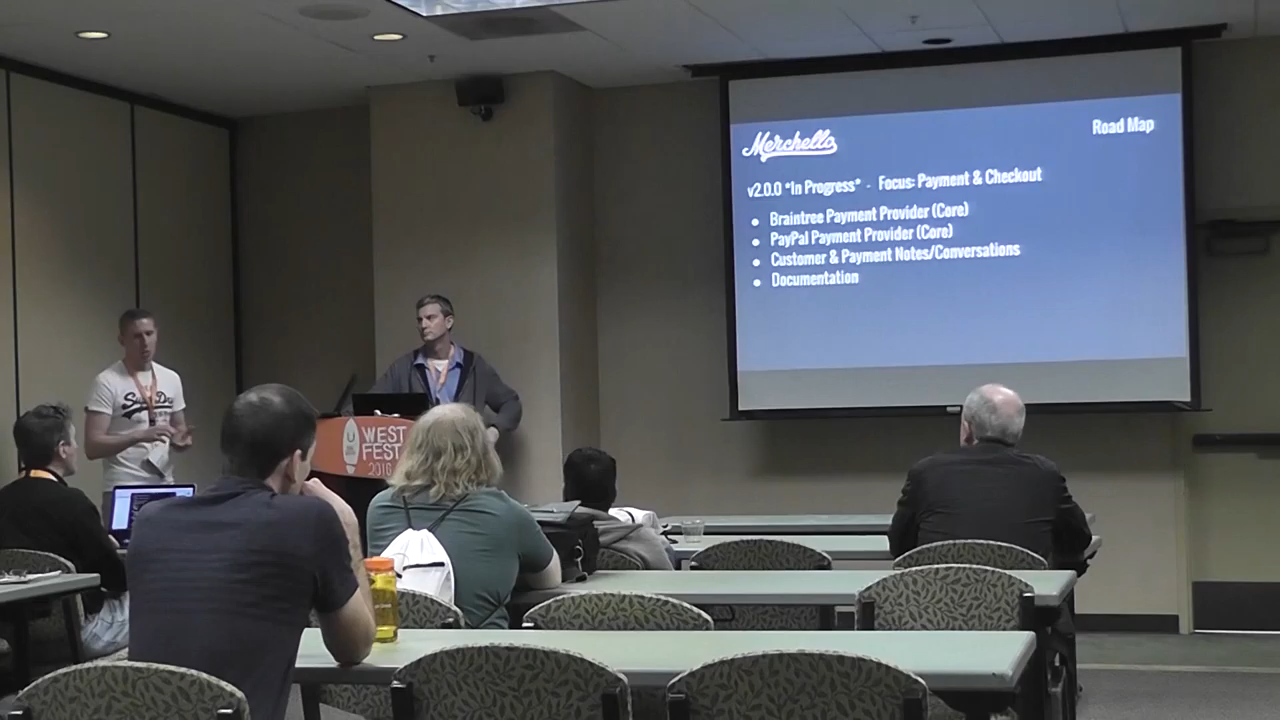 Merchello
Road Map
v2.0.0 *In Progress* - Focus: Payment & Checkout
• Braintree Payment Provider (Core)
• PayPal Payment Provider (Core)
• Customer & Payment Notes/Conversations
• Documentation
WEST
FEST
2016